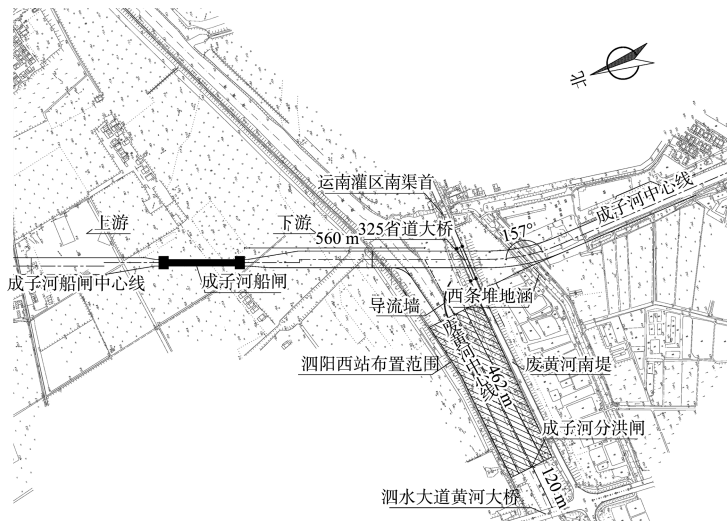 北
运南灌区南渠首
成子河中心线
上游
下游
325省道大桥
157°
560 m
成子河船闸中心线
成子河船闸
导流墙
西条堆地涵
泗阳西站布置范围
废黄河中心线
462 m
废黄河南堤
成子河分洪闸
120 m
泗水大道黄河大桥